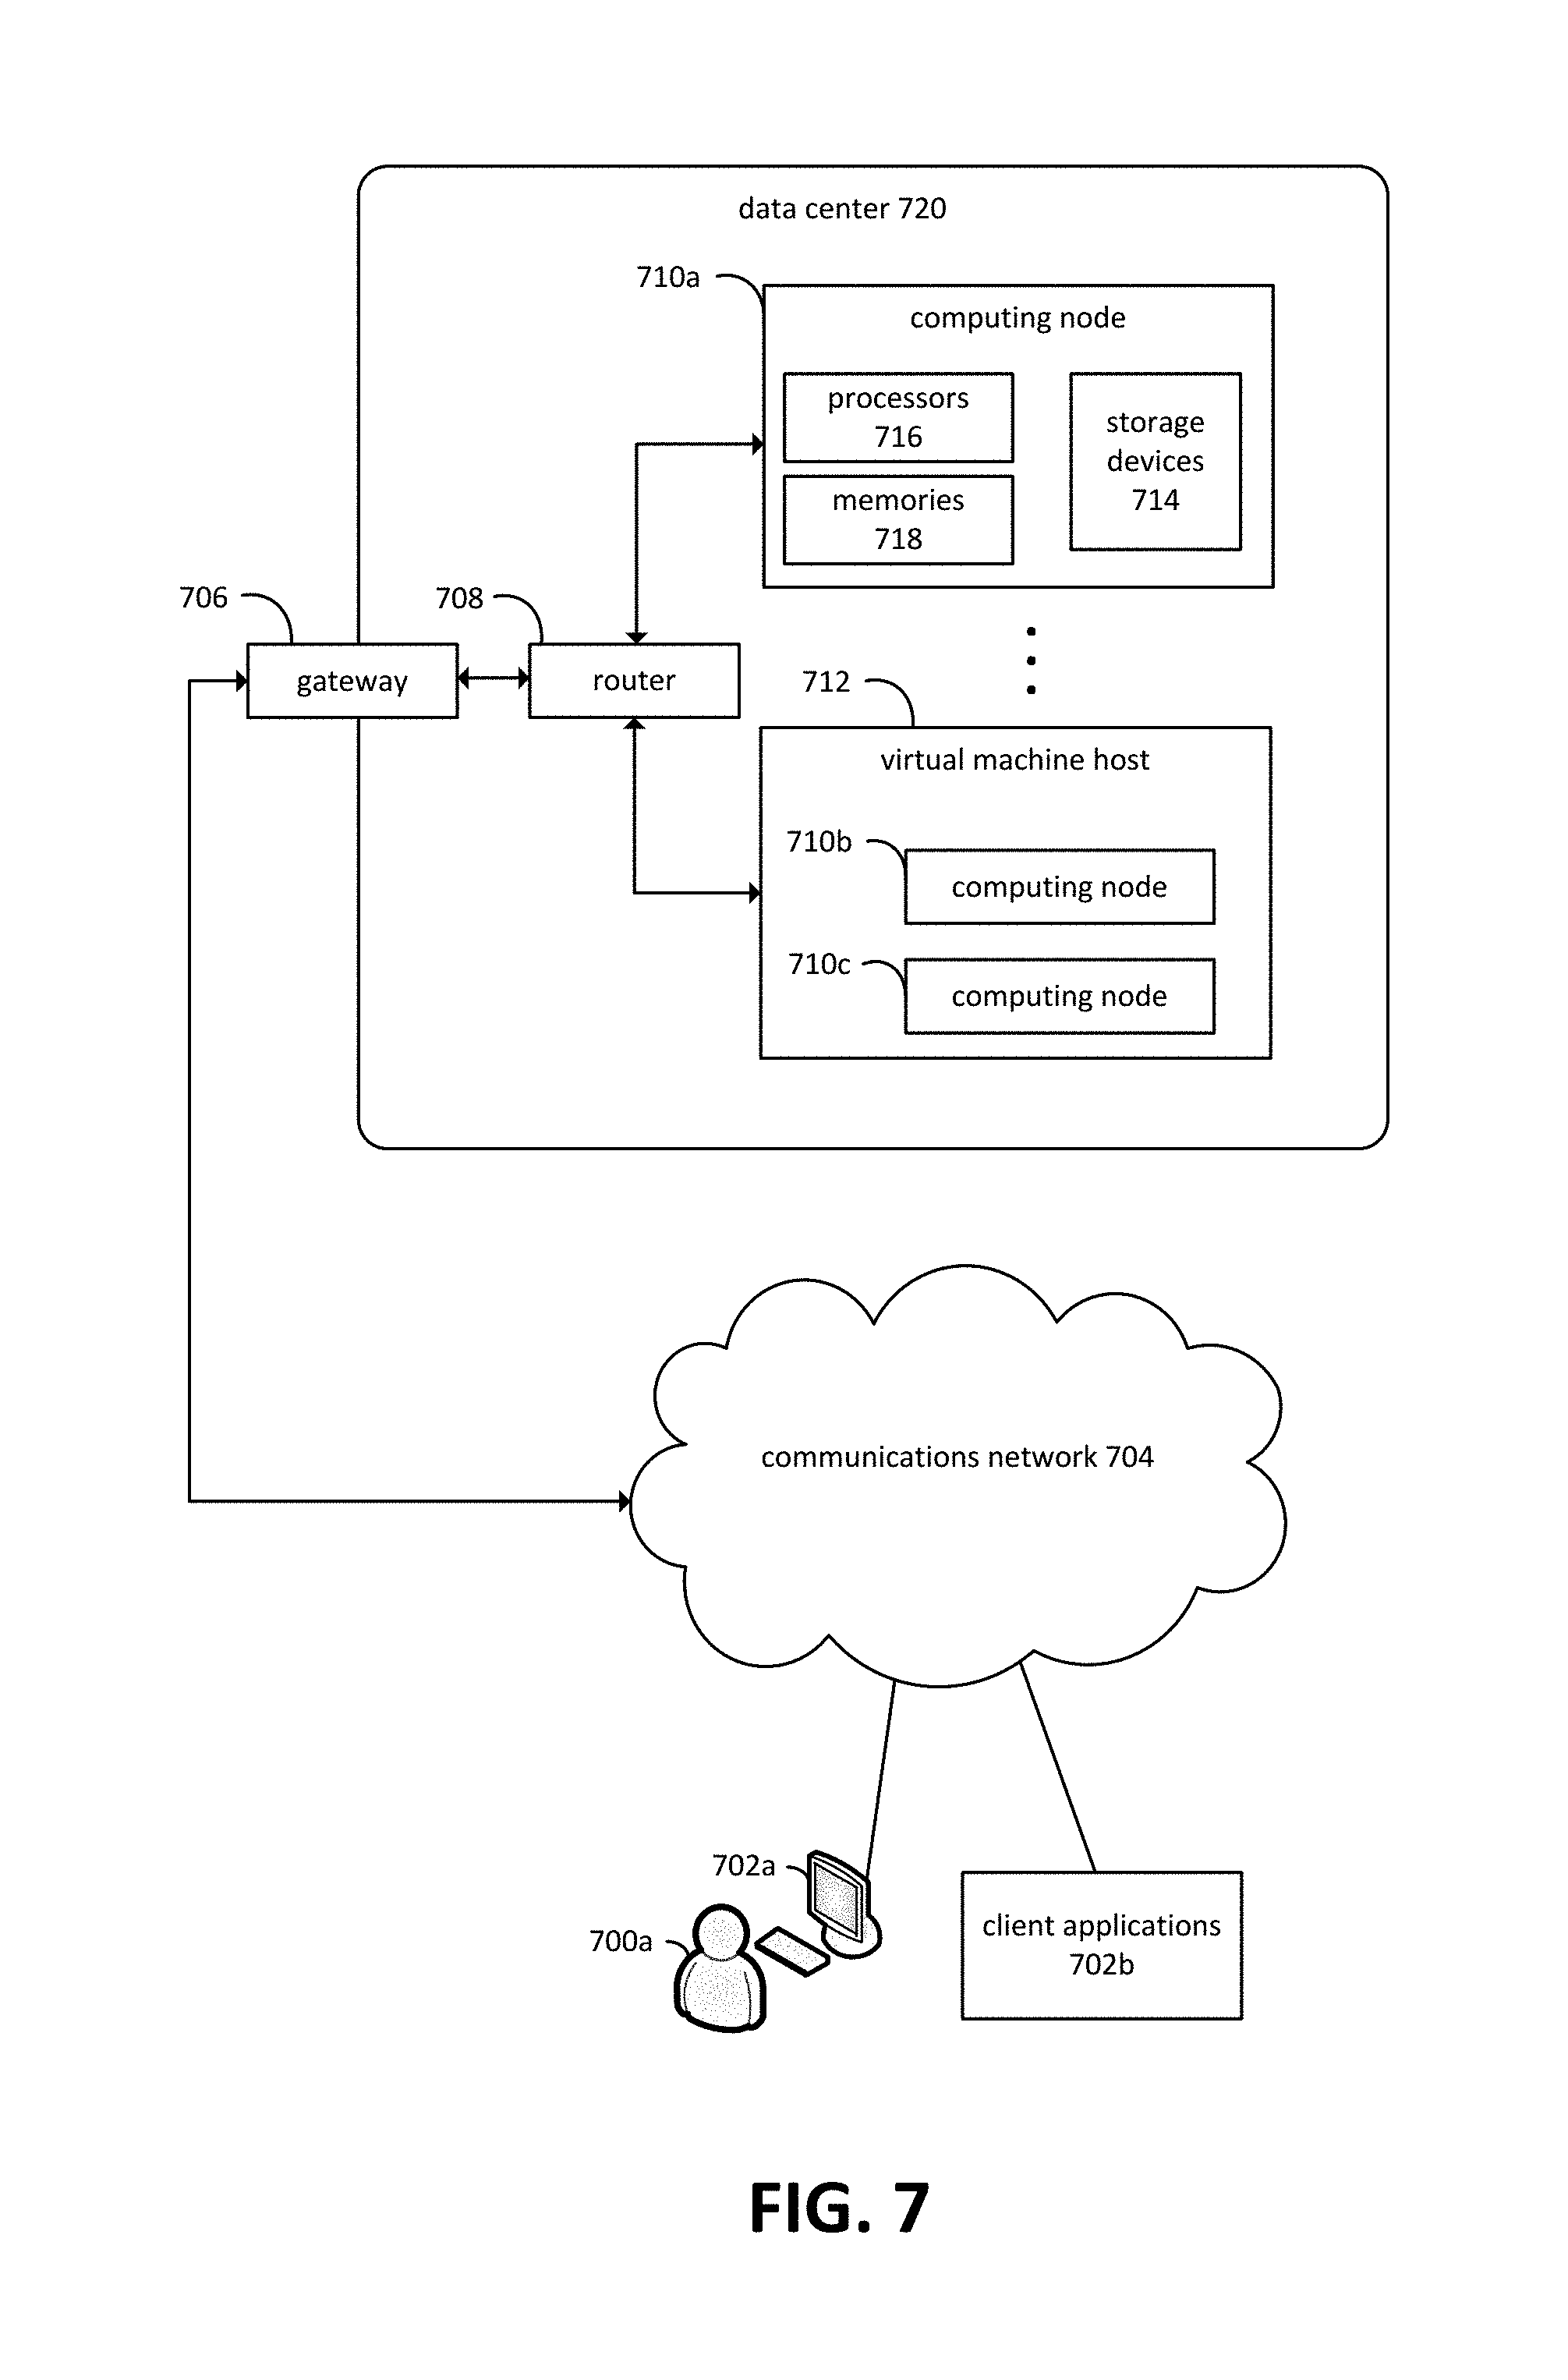 data center 720
710a
computing node
processors
716
memories
718
storage
devices
714
706
gateway
708
router
712
virtual machine host
710b
computing node
710c
computing node
communications network 704
702a
700a
client applications
702b
FIG. 7